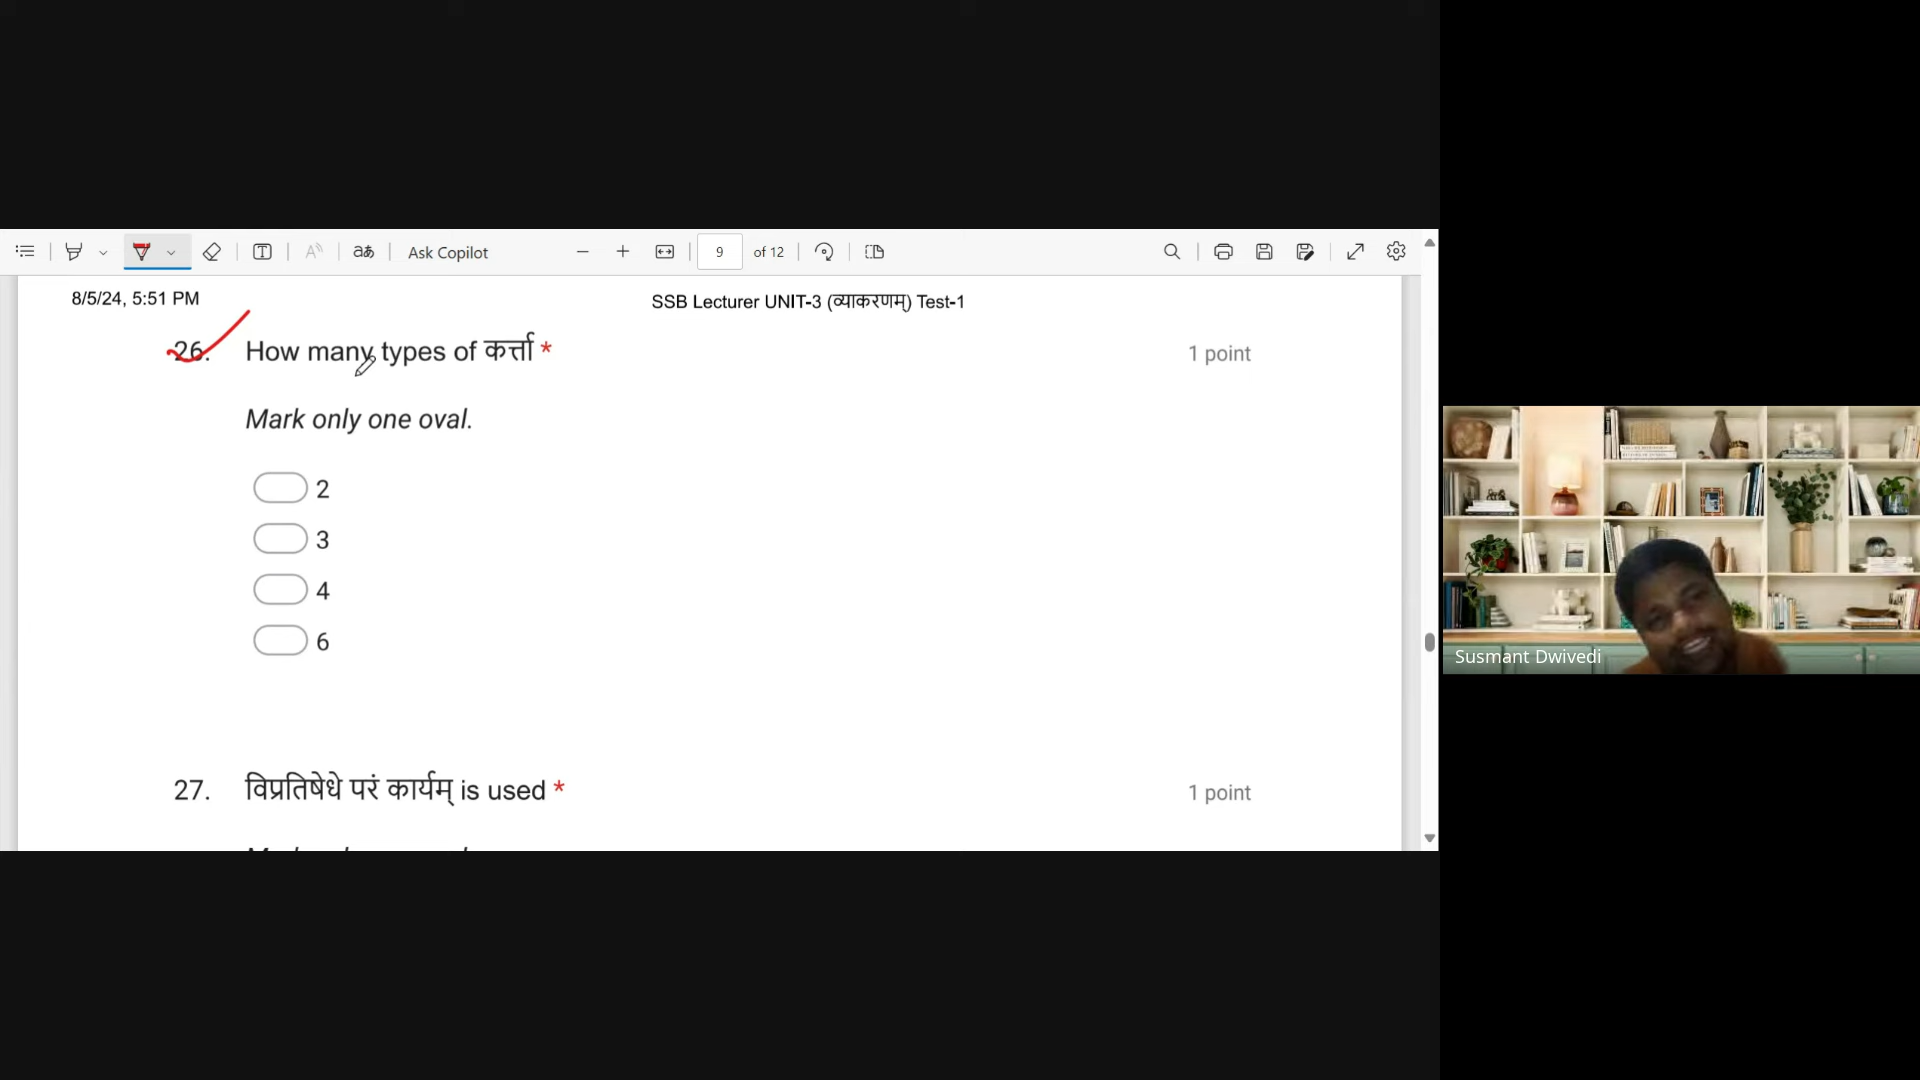 Ask Copilot
9
of 12
8/5/24, 5:51 PM
SSB Lecturer UNIT-3 (व्याकरणम्) Test-1
26. How many types of कर्त्ता *
1 point
Mark only one oval.
2
3
4
6
27. विप्रतिषेधे परं कार्यम् is used *
1 point
Susmant Dwivedi